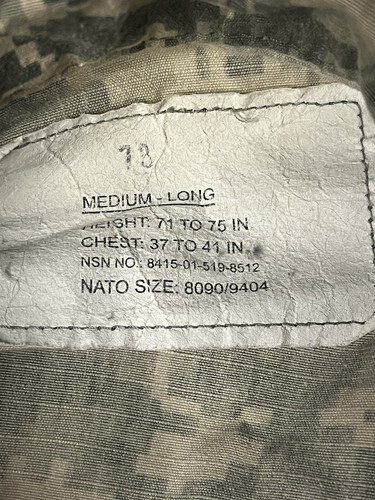 13
MEDIUM - LONG
HEIGHT: 71 TO 75 IN
CHEST: 37 TO 41 IN.
NSN NO.: 8415-01-519-8512
NATO SIZE: 8090/9404